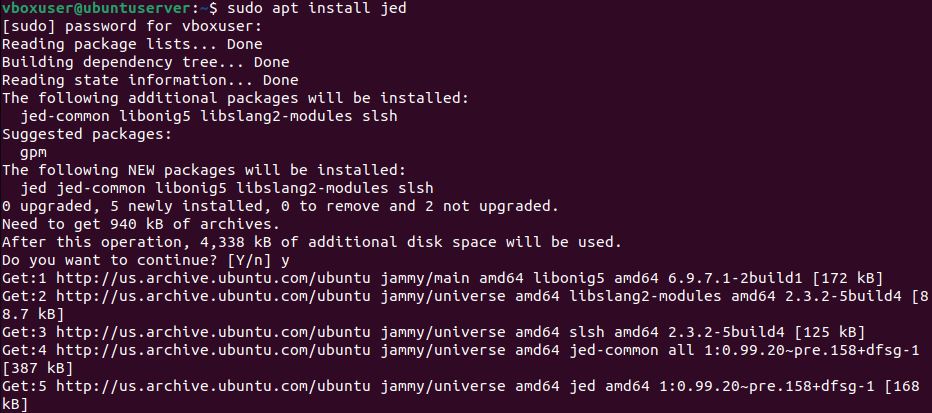 vboxuser@ubuntuserver:~$ sudo apt install jed
[sudo] password for vboxuser:
Reading package lists... Done
Building dependency tree... Done
Reading state information... Done
The following additional packages will be installed:
  jed-common libonig5 libslang2-modules slsh
Suggested packages:
  gpm
The following NEW packages will be installed:
  jed jed-common libonig5 libslang2-modules slsh
0 upgraded, 5 newly installed, 0 to remove and 2 not upgraded.
Need to get 940 kB of archives.
After this operation, 4,338 kB of additional disk space will be used.
Do you want to continue? [Y/n] y
Get:1 http://us.archive.ubuntu.com/ubuntu jammy/main amd64 libonig5 amd64 6.9.7.1-2build1 [172 kB]
Get:2 http://us.archive.ubuntu.com/ubuntu jammy/universe amd64 libslang2-modules amd64 2.3.2-5build4 [8
8.7 kB]
Get:3 http://us.archive.ubuntu.com/ubuntu jammy/universe amd64 slsh amd64 2.3.2-5build4 [125 kB]
Get:4 http://us.archive.ubuntu.com/ubuntu jammy/universe amd64 jed-common all 1:0.99.20~pre.158+dfsg-1
[387 kB]
Get:5 http://us.archive.ubuntu.com/ubuntu jammy/universe amd64 jed amd64 1:0.99.20~pre.158+dfsg-1 [168
kB]